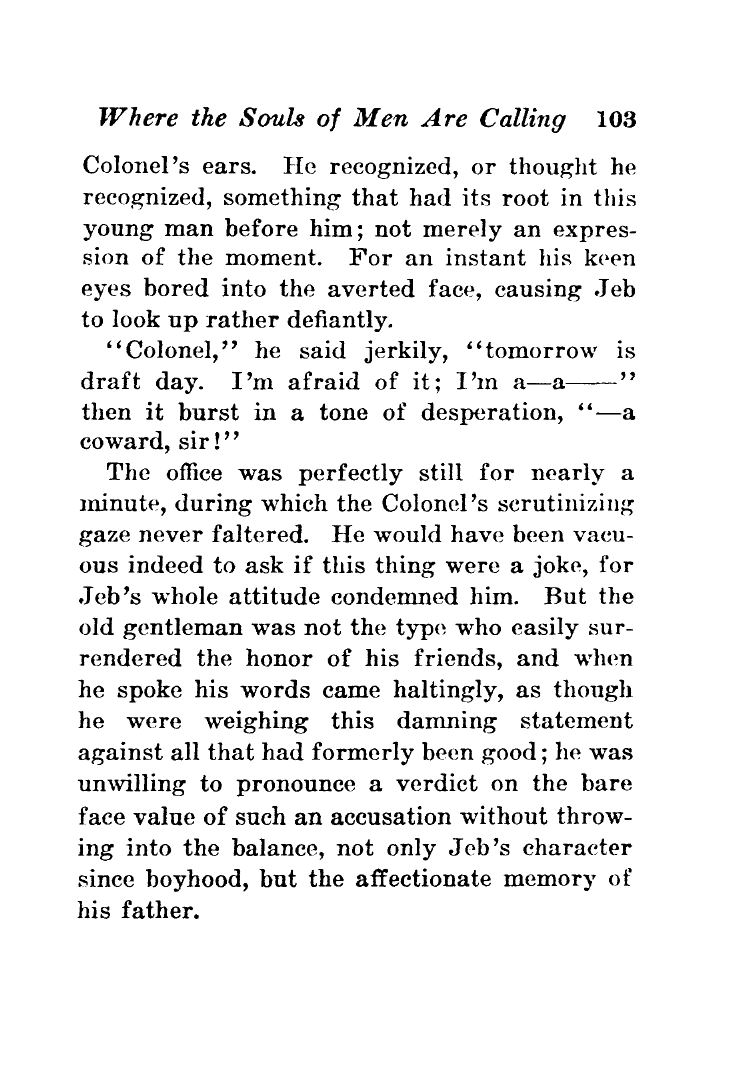 Where the Souls of Men Are Calling 103
Colonel's ears. He recognized, or thought he
recognized, something that had its root in this
young man before him; not merely an expres-
sion of the moment. For an instant his keen
eyes bored into the averted face, causing Jeb
to look up rather defiantly.
"Colonel," he said jerkily, "tomorrow is
draft day. I'm afraid of it; I'm a—a——"
then it burst in a tone of desperation, "—a
coward, sir!"
The office was perfectly still for nearly a
minute, during which the Colonel's scrutinizing
gaze never faltered. He would have been vacu-
ous indeed to ask if this thing were a joke, for
Jeb's whole attitude condemned him. But the
old gentleman was not the type who easily sur-
rendered the honor of his friends, and when
he spoke his words came haltingly, as though
he were weighing this damning statement
against all that had formerly been good; he was
unwilling to pronounce a verdict on the bare
face value of such an accusation without throw-
ing into the balance, not only Jeb's character
since boyhood, but the affectionate memory of
his father.